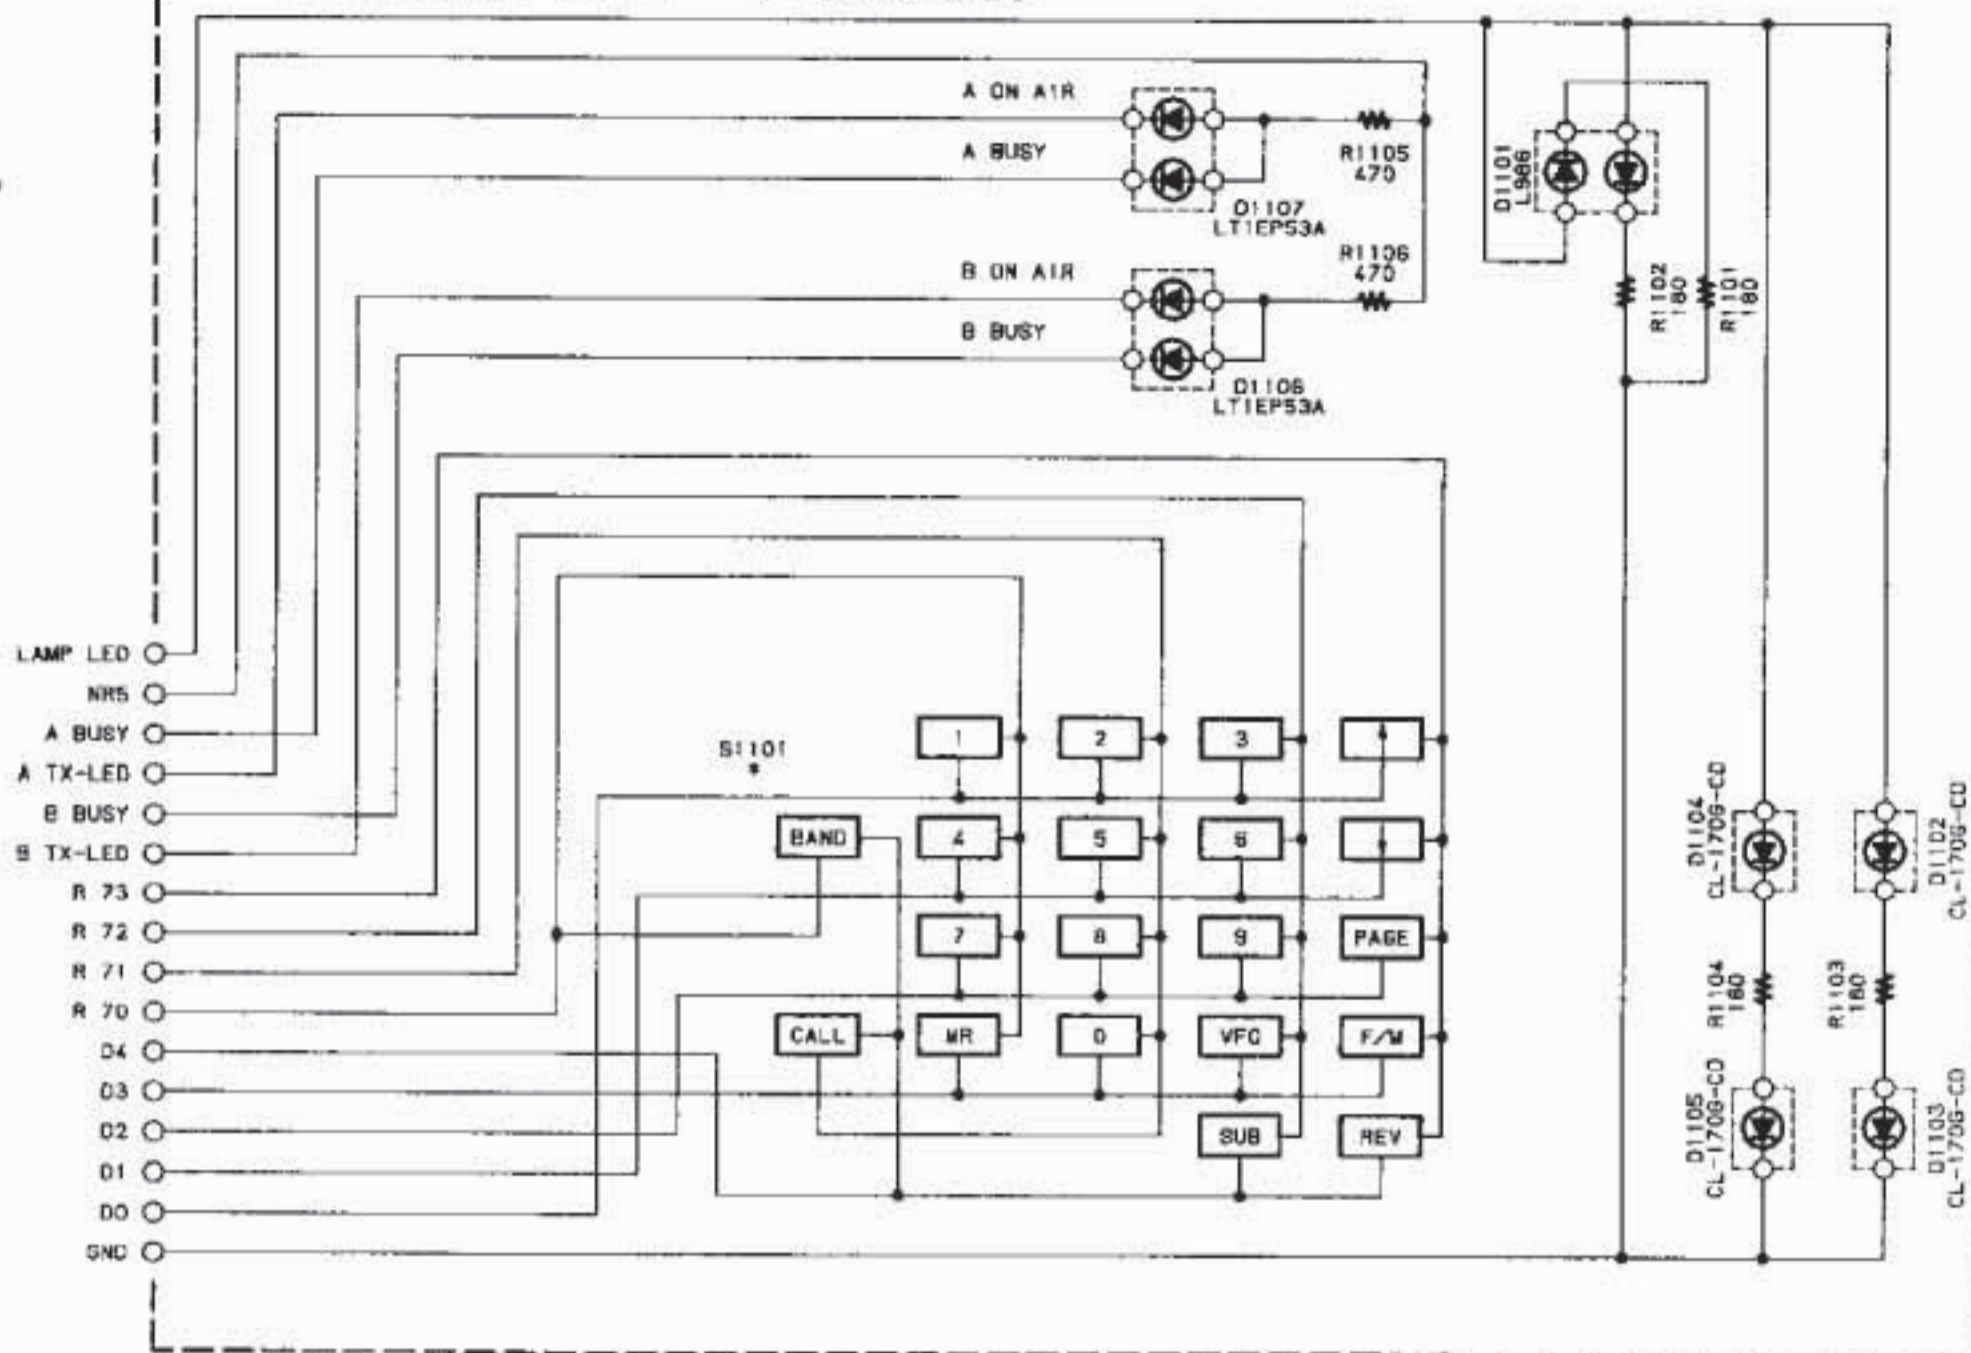 A ON AIR
A BUSY
R1105
470
D1107
LT1EP53A
R1106
470
B ON AIR
B BUSY
D1106
LT1EP53A
D1101
L986
R1102
180
R1101
180
LAMP LED
NR5
A BUSY
A TX-LED
B BUSY
B TX-LED
R 73
R 72
R 71
R 70
D4
D3
D2
D1
D0
GND
S1101
*
1
2
3
BAND
4
5
6
7
8
9
PAGE
CALL
MR
0
VFO
F/W
SUB
REV
D1104
CL-170G-CD
D1102
CL-170G-CD
R1104
180
R1103
180
D1105
CL-170G-CD
D1103
CL-170G-CD